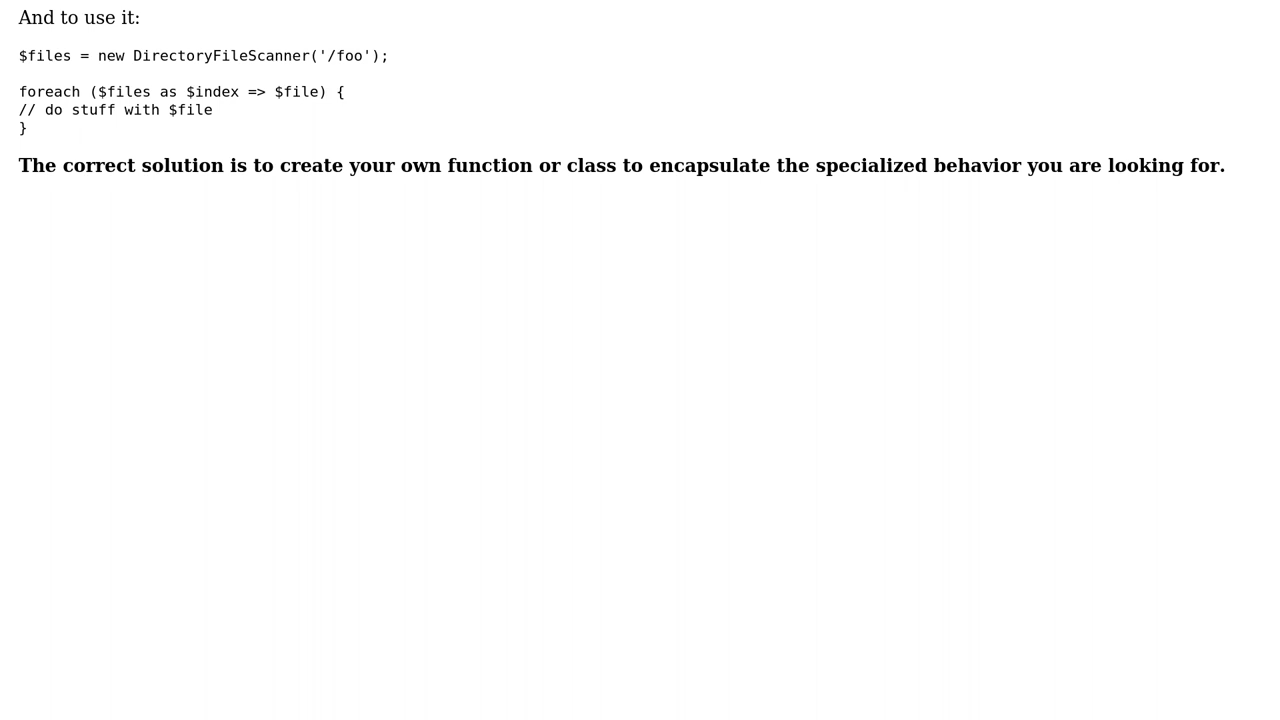 And to use it:
$files = new DirectoryFileScanner('/foo');
foreach ($files as $index => $file) {
// do stuff with $file
}
The correct solution is to create your own function or class to encapsulate the specialized behavior you are looking for.